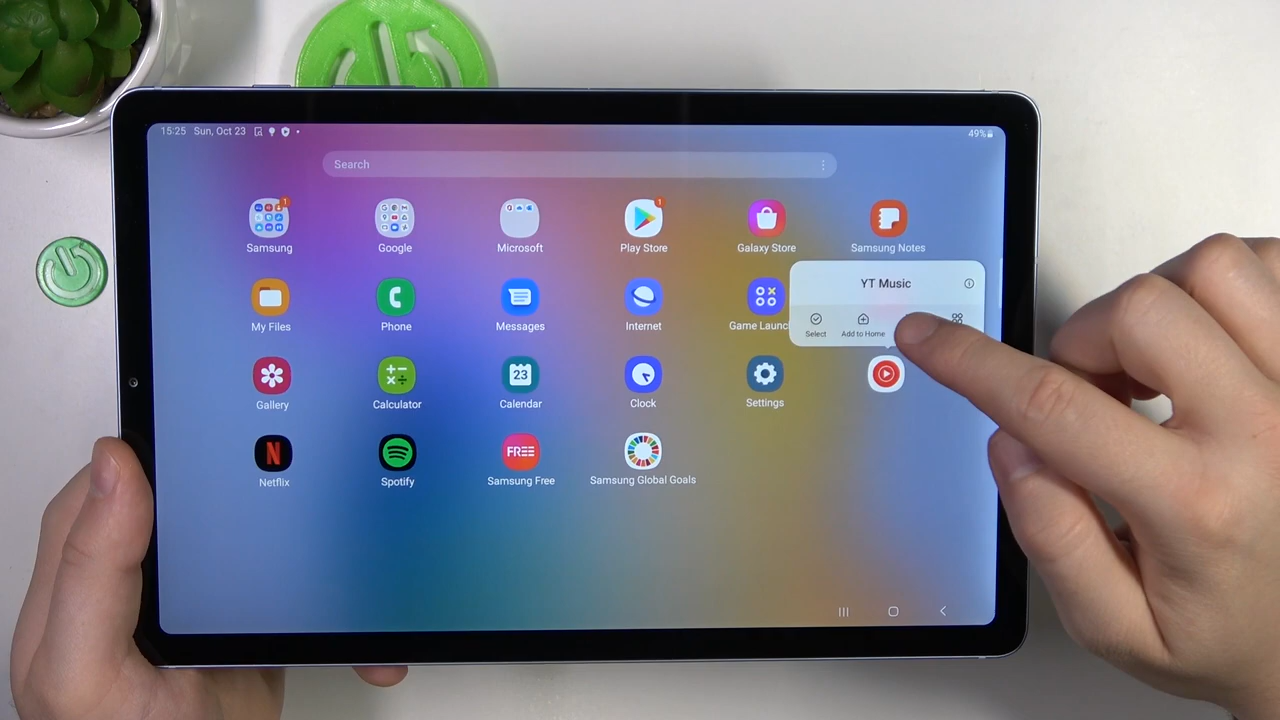 15:25 Sun, Oct 23
49%
Search
1
1
Samsung
Google
Microsoft
Play Store
Galaxy Store
Samsung Notes
YT Music
My Files
Phone
Messages
Internet
Game Launc
Select
Add to Home
23
Gallery
Calculator
Calendar
Clock
Settings
N
FREE
Netflix
Spotify
Samsung Free
Samsung Global Goals